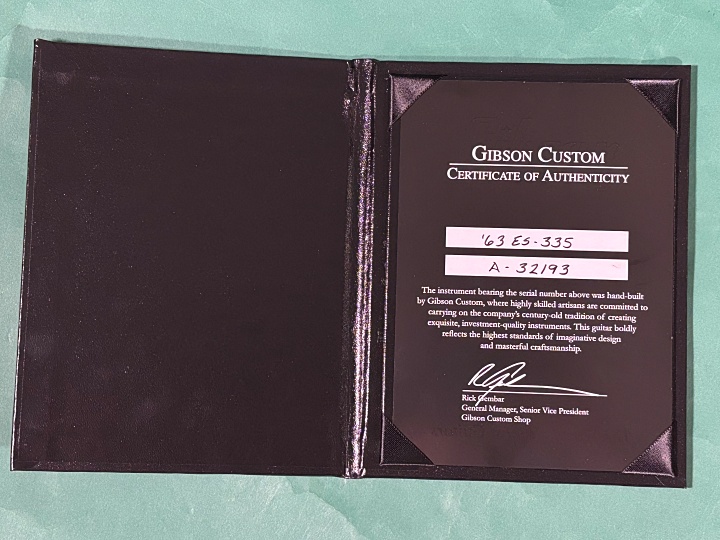 GIBSON CUSTOM
CERTIFICATE OF AUTHENTICITY
'63 ES-335
A-32193
The instrument bearing the serial number above was hand-built
by Gibson Custom, where highly skilled artisans are committed to
carrying on the company's century-old tradition of creating
exquisite, investment-quality instruments. This guitar boldly
reflects the highest standards of imaginative design
and masterful craftsmanship.
Rick Gembar
General Manager, Senior Vice President
Gibson Custom Shop